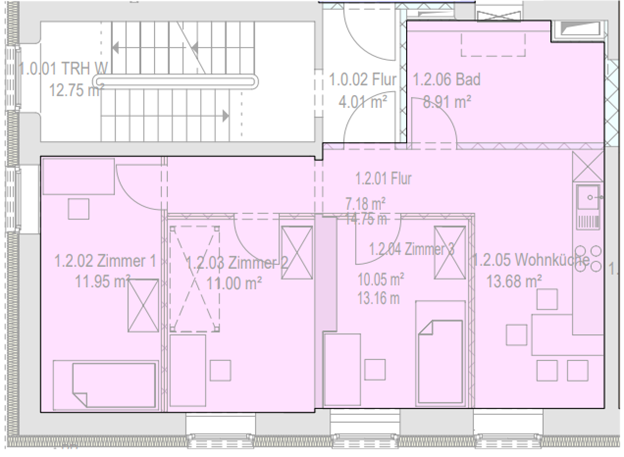 1.0.01 TRH W
12.75 m²
1.0.02 Flur
4.01 m²
1.2.06 Bad
8.91 m²
1.2.01 Flur
7.18 m²
14.75 m
1.2.02 Zimmer 1
11.95 m²
1.2.03 Zimmer 2
11.00 m²
1.2.04 Zimmer 3
10.05 m²
13.16 m
1.2.05 Wohnküche
13.68 m²
1.